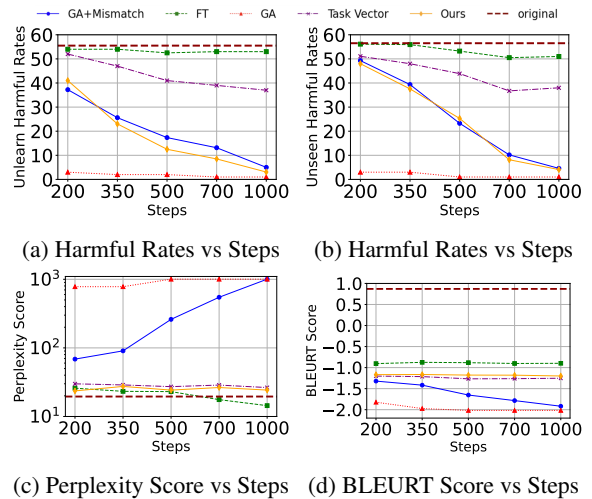 GA+Mismatch FT GA Task Vector Ours original
Unlearn Harmful Rates
60
50
40
30
20
10
0
200 350 500 700 1000
Steps
(a) Harmful Rates vs Steps
Unseen Harmful Rates
60
50
40
30
20
10
0
200 350 500 700 1000
Steps
(b) Harmful Rates vs Steps
Perplexity Score
10³
10²
10¹
200 350 500 700 1000
Steps
(c) Perplexity Score vs Steps
BLEURT Score
1.0
0.5
0.0
−0.5
−1.0
−1.5
−2.0
200 350 500 700 1000
Steps
(d) BLEURT Score vs Steps